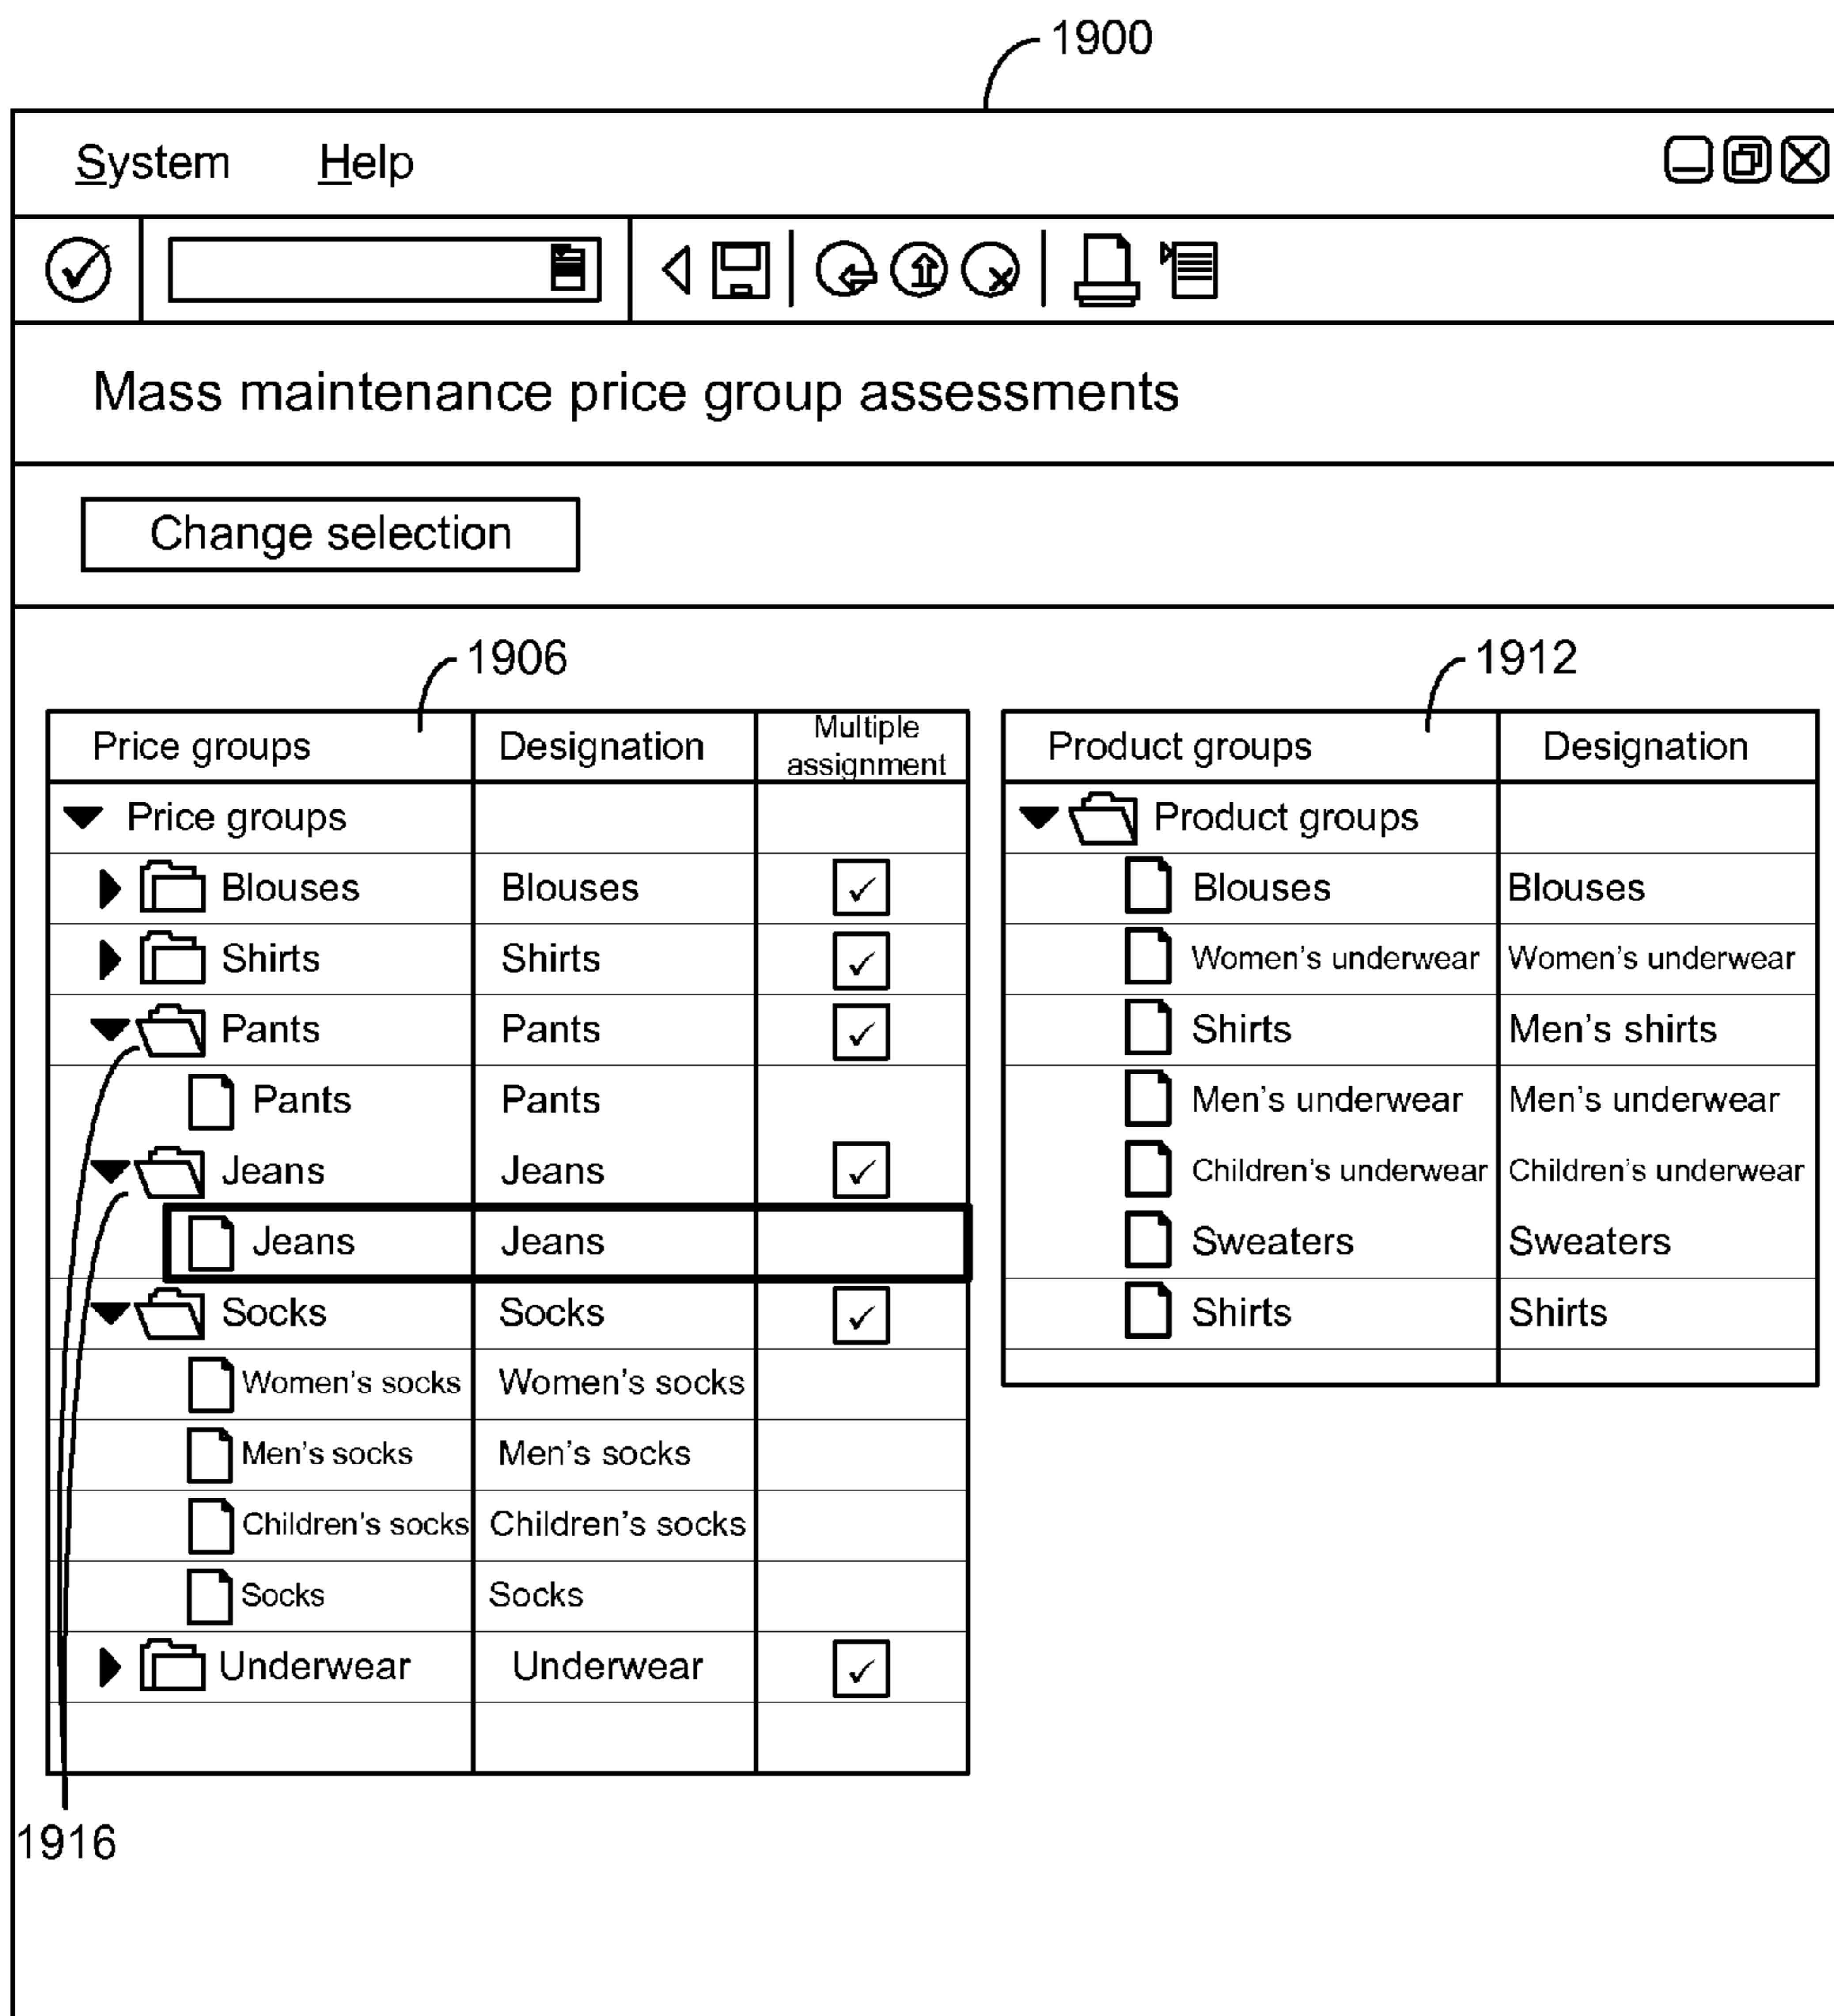 1900
System Help
Mass maintenance price group assessments
Change selection
1906
1912
Price groups Designation Multiple assignment
Price groups
Blouses Blouses
Shirts Shirts
Pants Pants
Pants Pants
Jeans Jeans
Jeans Jeans
Socks Socks
Women's socks Women's socks
Men's socks Men's socks
Children's socks Children's socks
Socks Socks
Underwear Underwear
Product groups Designation
Product groups
Blouses Blouses
Women's underwear Women's underwear
Shirts Men's shirts
Men's underwear Men's underwear
Children's underwear Children's underwear
Sweaters Sweaters
Shirts Shirts
1916